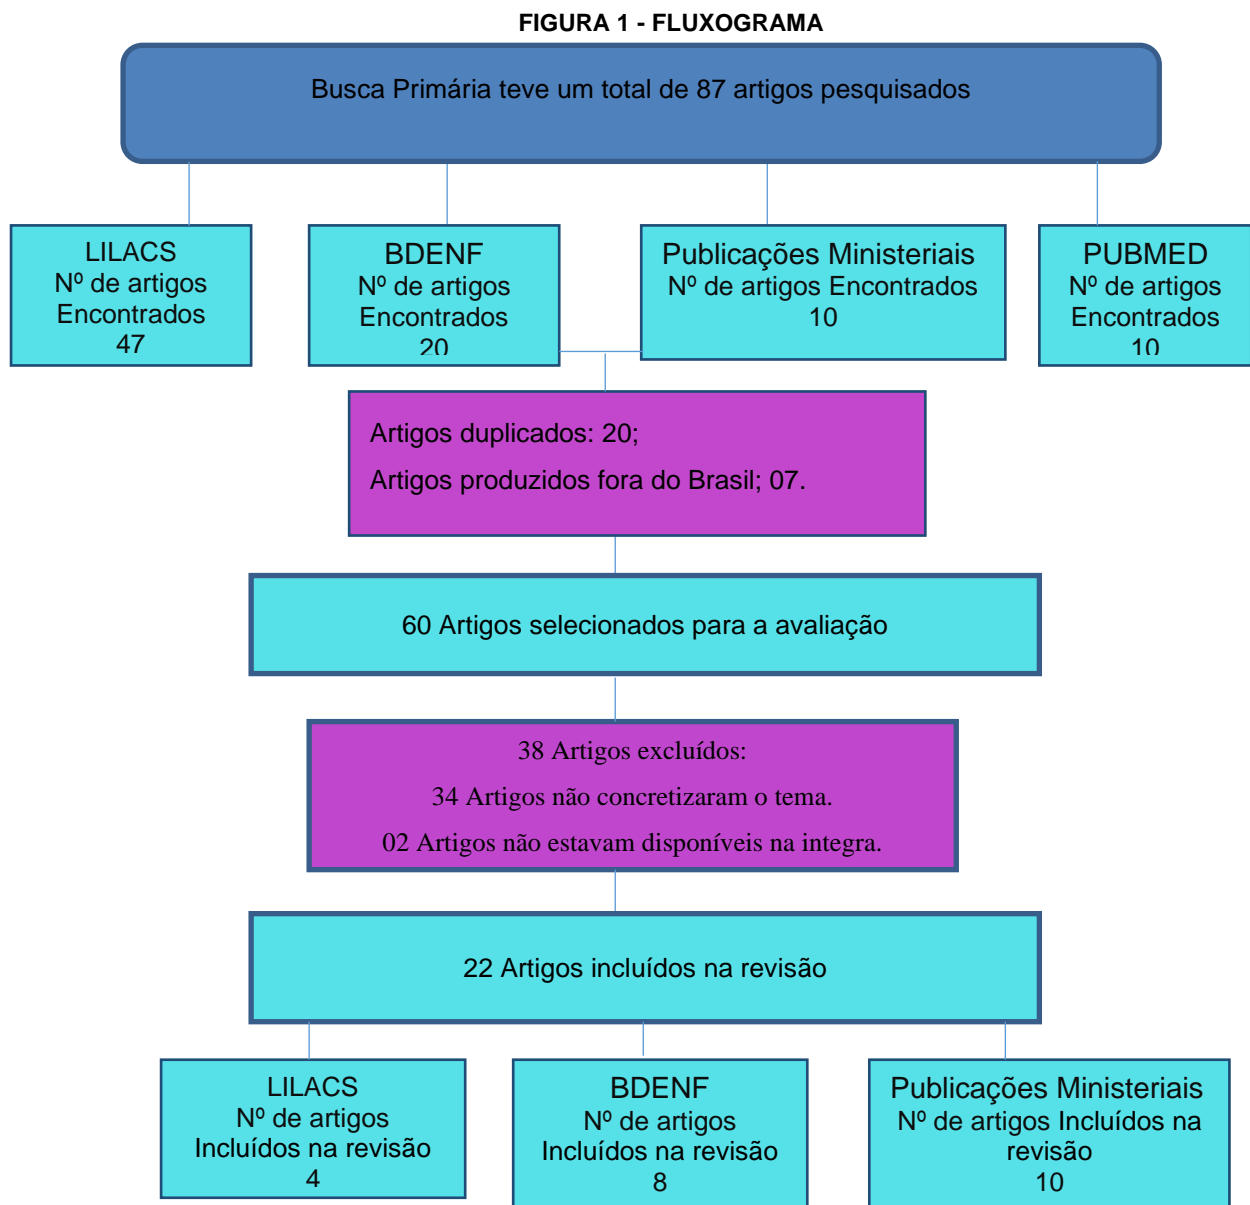 FIGURA 1 - FLUXOGRAMA
Busca Primária teve um total de 87 artigos pesquisados
LILACS
Nº de artigos
Encontrados
47
BDENF
Nº de artigos
Encontrados
20
Publicações Ministeriais
Nº de artigos Encontrados
10
PUBMED
Nº de artigos
Encontrados
10
Artigos duplicados: 20;
Artigos produzidos fora do Brasil; 07.
60 Artigos selecionados para a avaliação
38 Artigos excluídos:
34 Artigos não concretizaram o tema.
02 Artigos não estavam disponíveis na integra.
22 Artigos incluídos na revisão
LILACS
Nº de artigos
Incluídos na revisão
4
BDENF
Nº de artigos
Incluídos na revisão
8
Publicações Ministeriais
Nº de artigos Incluídos na
revisão
10